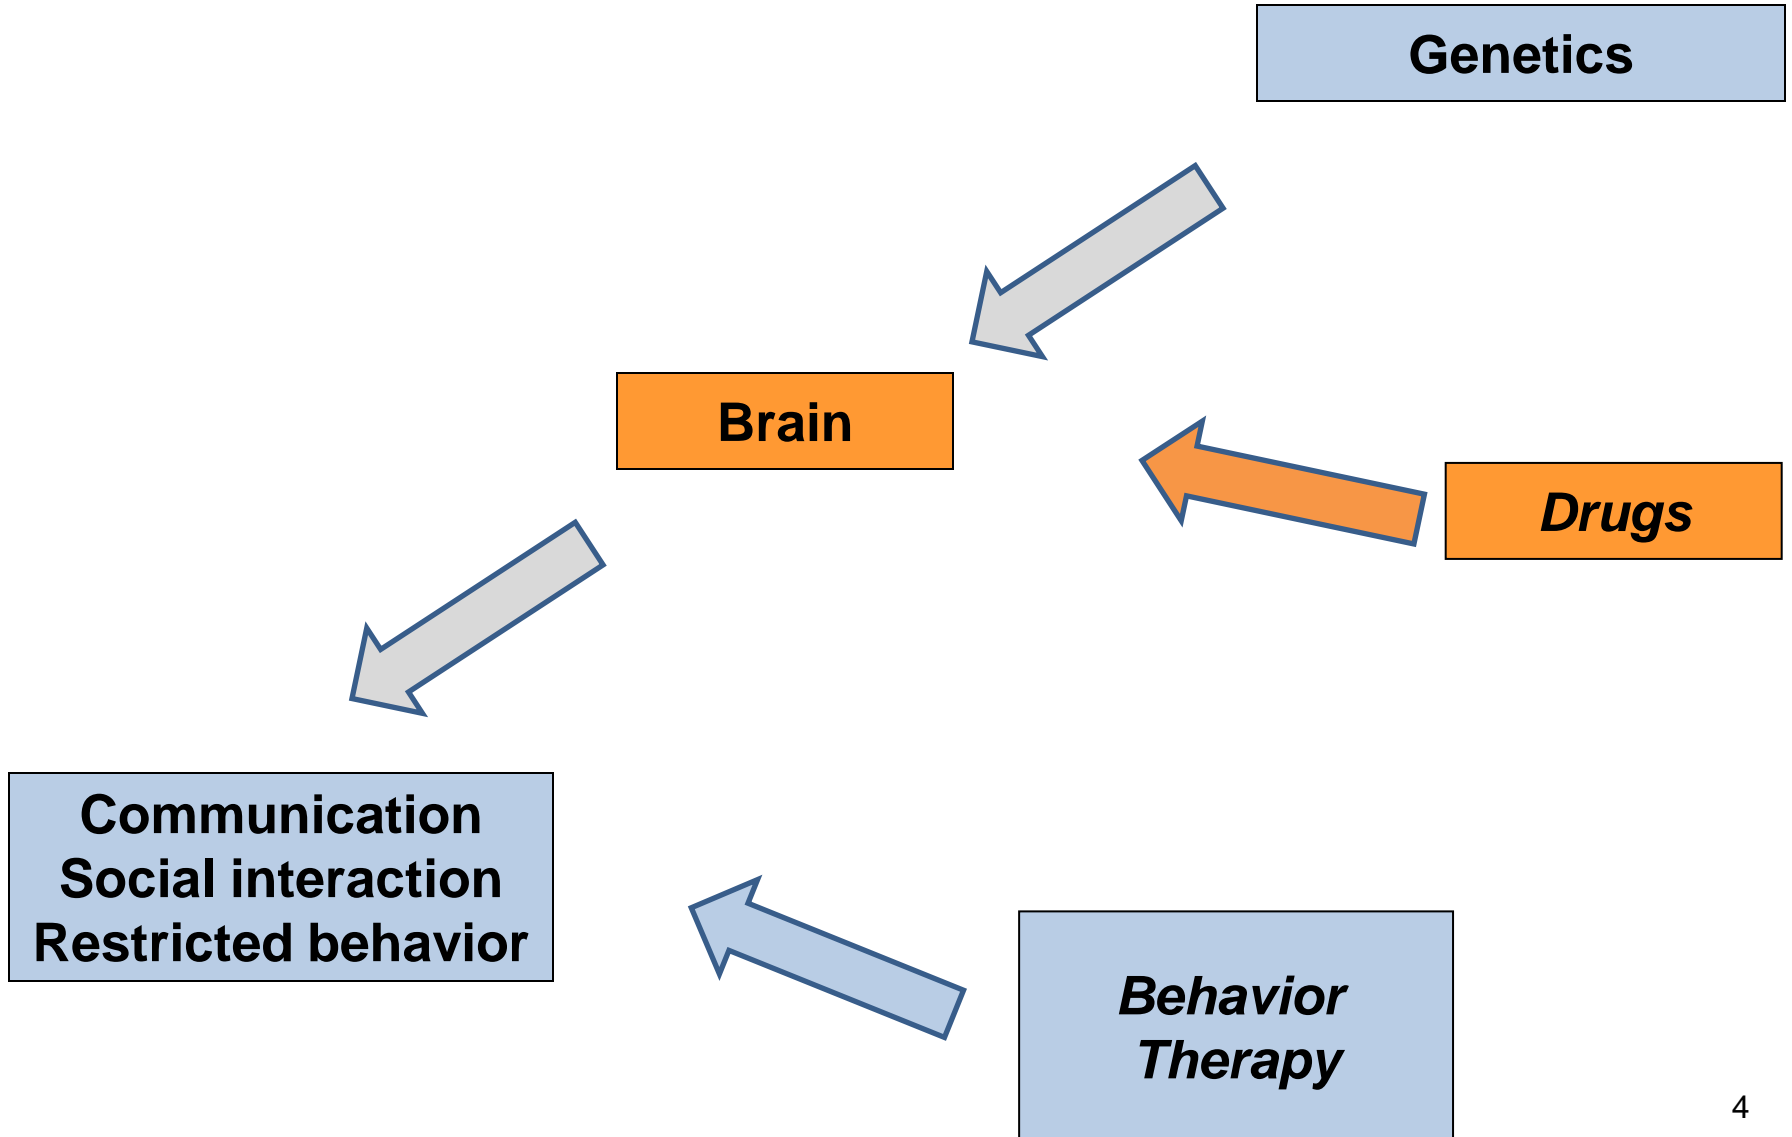 Genetics
Brain
Drugs
Communication
Social interaction
Restricted behavior
Behavior
Therapy
4